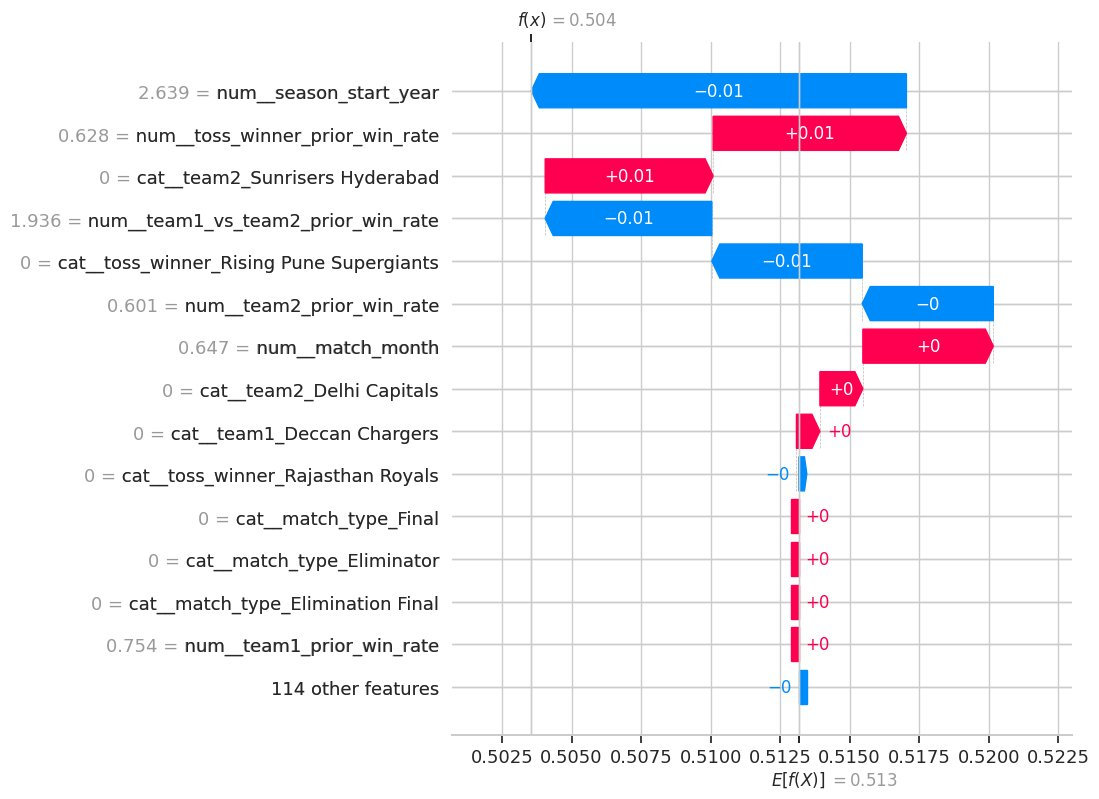 f(x) = 0.504
2.639 = num__season_start_year
−0.01
0.628 = num__toss_winner_prior_win_rate
+0.01
0 = cat__team2_Sunrisers Hyderabad
+0.01
1.936 = num__team1_vs_team2_prior_win_rate
−0.01
0 = cat__toss_winner_Rising Pune Supergiants
−0.01
0.601 = num__team2_prior_win_rate
−0
0.647 = num__match_month
+0
0 = cat__team2_Delhi Capitals
+0
0 = cat__team1_Deccan Chargers
+0
0 = cat__toss_winner_Rajasthan Royals
−0
0 = cat__match_type_Final
+0
0 = cat__match_type_Eliminator
+0
0 = cat__match_type_Elimination Final
+0
0.754 = num__team1_prior_win_rate
+0
114 other features
−0
0.5025 0.5050 0.5075 0.5100 0.5125 0.5150 0.5175 0.5200 0.5225
E[f(X)] = 0.513